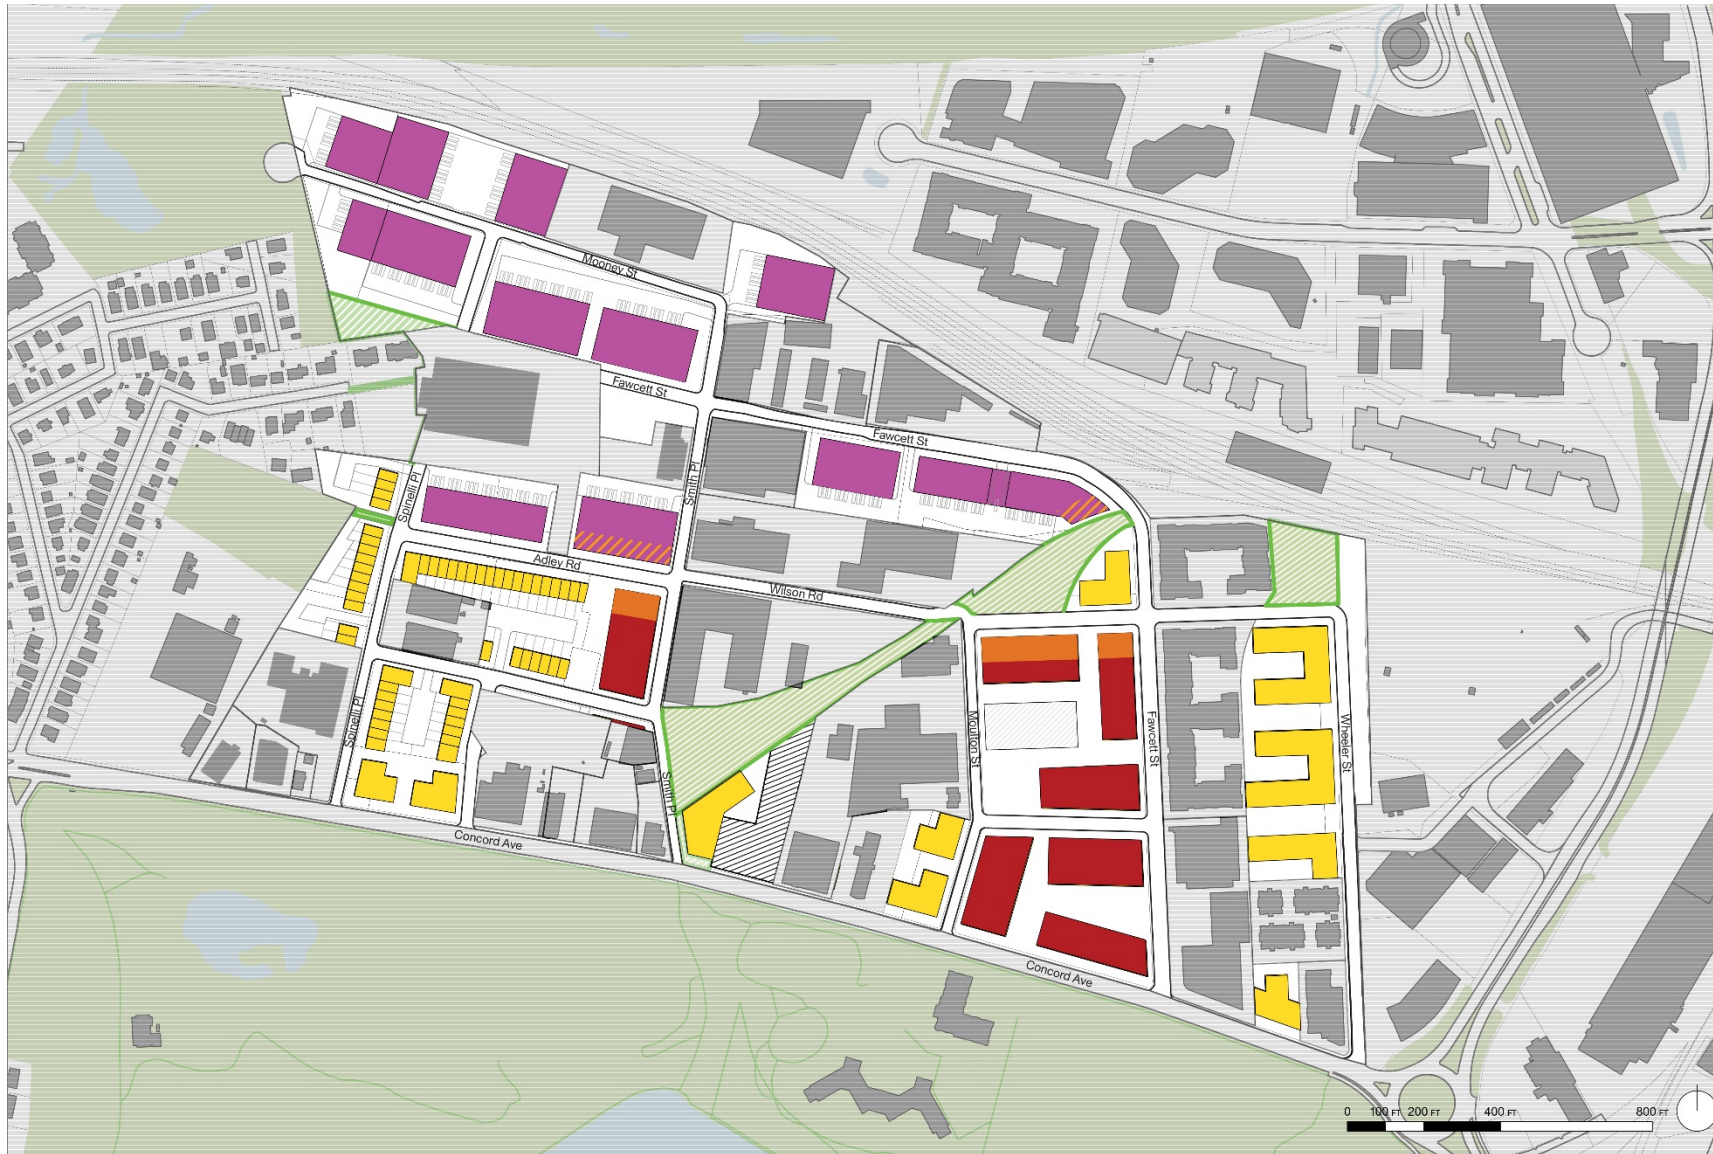 Mooney St
Fawcett St
Fawcett St
Smith Pl
Spinelli Pl
Adley Rd
Wilson Rd
Spinelli Pl
Moulton St
Fawcett St
Wheeler St
Smith Pl
Concord Ave
Concord Ave
0 100 FT 200 FT 400 FT 800 FT